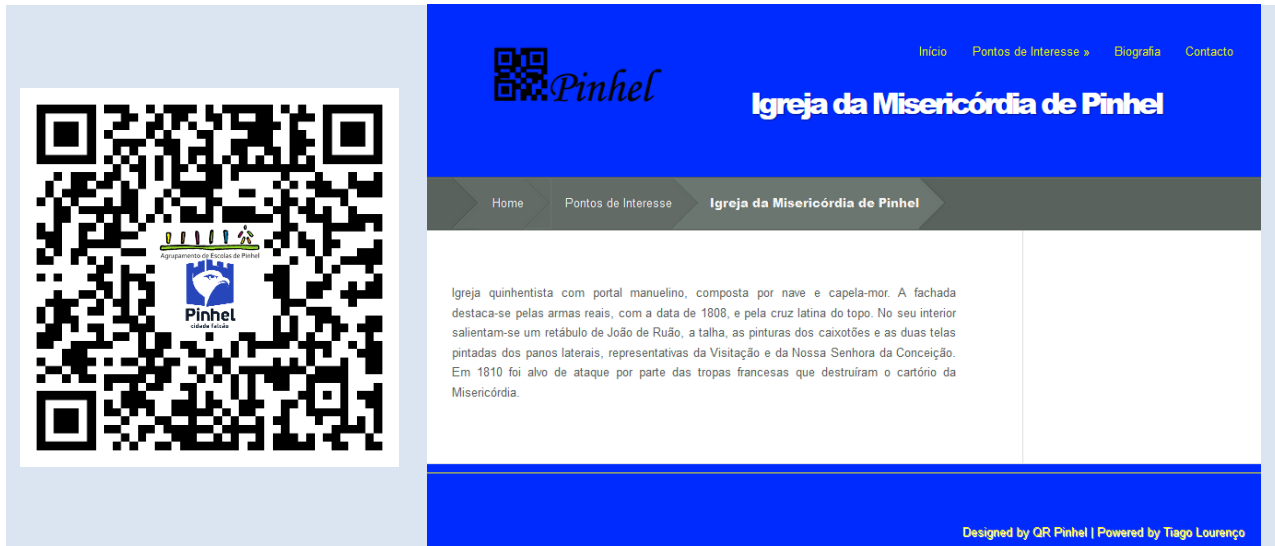 Agrupamento de Escolas de Pinhel
Pinhel
cidade falcão
Pinhel
Início Pontos de Interesse » Biografia Contacto
Igreja da Misericórdia de Pinhel
Home Pontos de Interesse Igreja da Misericórdia de Pinhel
Igreja quinhentista com portal manuelino, composta por nave e capela-mor. A fachada
destaca-se pelas armas reais, com a data de 1808, e pela cruz latina do topo. No seu interior
salientam-se um retábulo de João de Ruão, a talha, as pinturas dos caixotões e as duas telas
pintadas dos panos laterais, representativas da Visitação e da Nossa Senhora da Conceição.
Em 1810 foi alvo de ataque por parte das tropas francesas que destruíram o cartório da
Misericórdia.
Designed by QR Pinhel | Powered by Tiago Lourenço